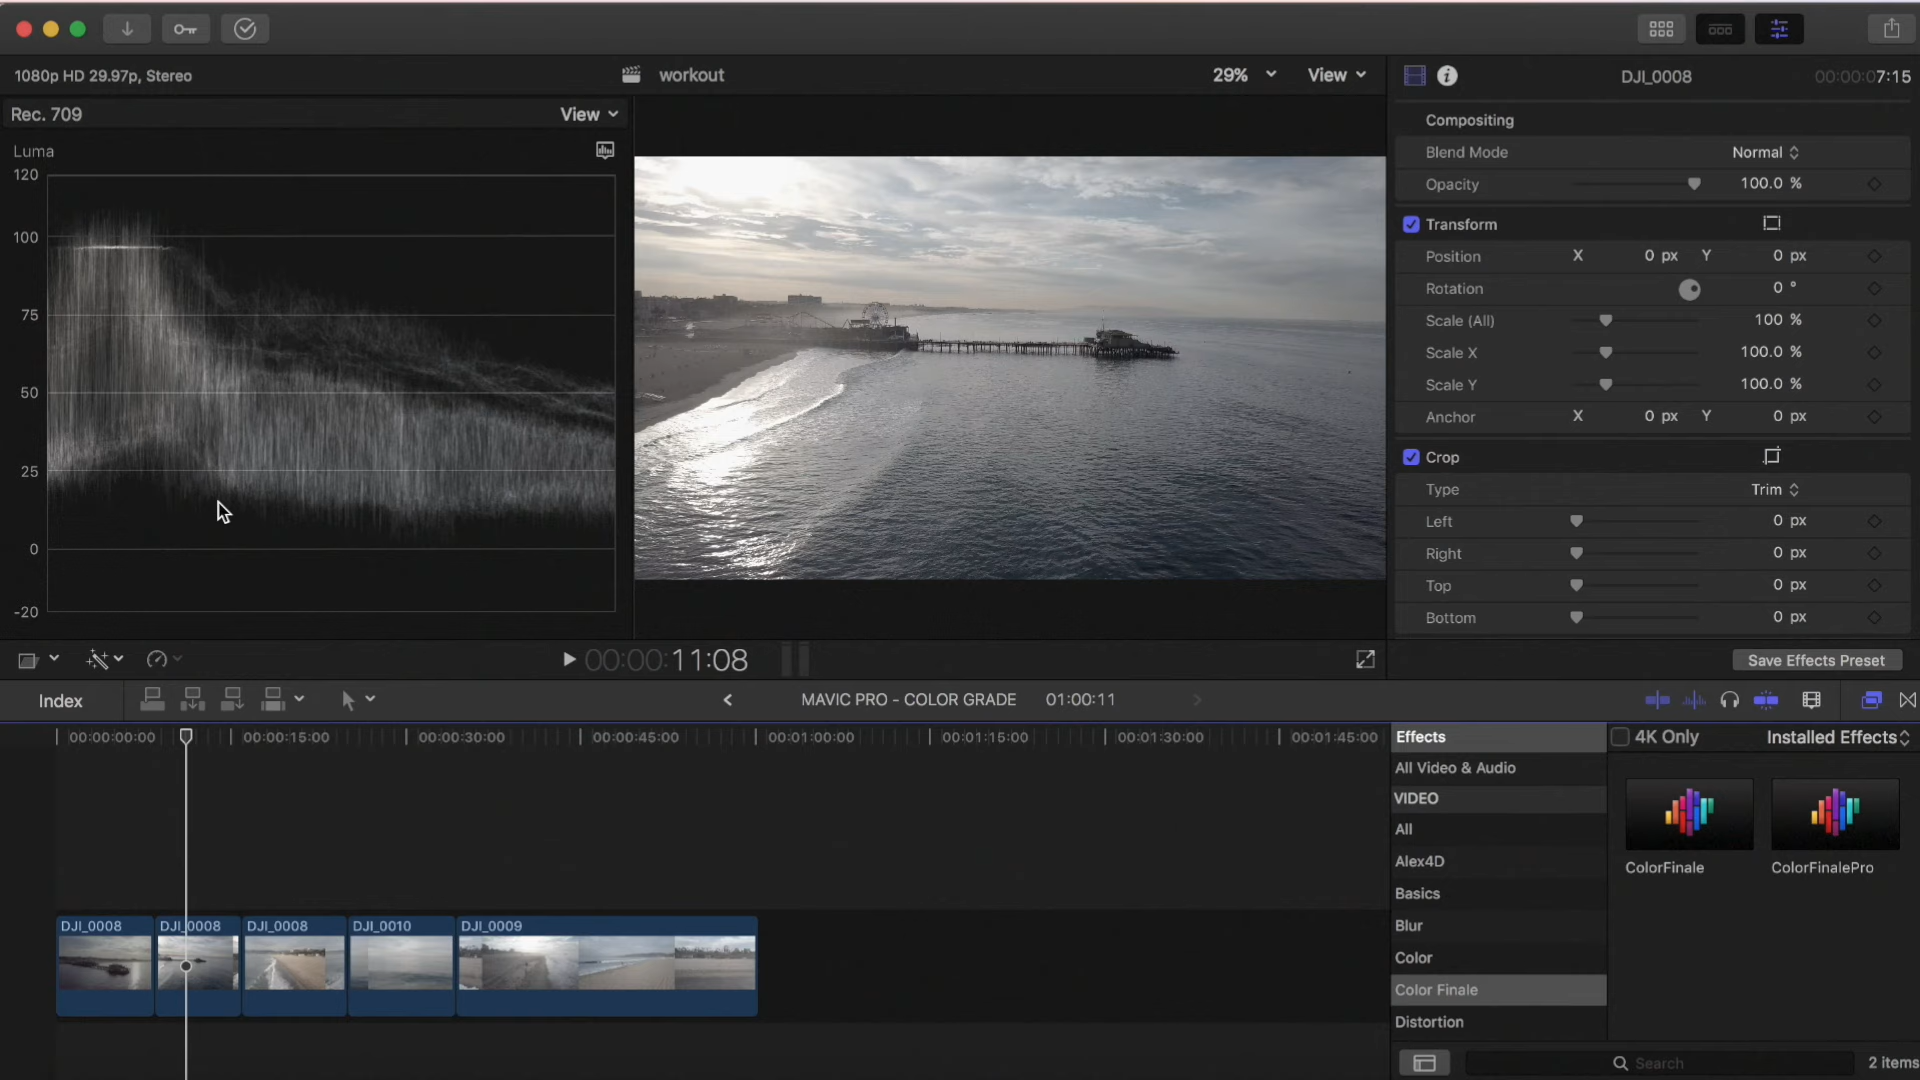 1080p HD 29.97p, Stereo
workout
29%
View
DJI_0008
00:00:07:15
Rec. 709
View
Luma
120
100
75
50
25
0
-20
Compositing
Blend Mode Normal
Opacity 100.0 %
Transform
Position X 0 px Y 0 px
Rotation 0 °
Scale (All) 100 %
Scale X 100.0 %
Scale Y 100.0 %
Anchor X 0 px Y 0 px
Crop
Type Trim
Left 0 px
Right 0 px
Top 0 px
Bottom 0 px
00:00:11:08
Save Effects Preset
Index
MAVIC PRO - COLOR GRADE 01:00:11
00:00:00:00 00:00:15:00 00:00:30:00 00:00:45:00 00:01:00:00 00:01:15:00 00:01:30:00 00:01:45:00
DJI_0008 DJI_0008 DJI_0008 DJI_0010 DJI_0009
Effects
4K Only
Installed Effects
All Video & Audio
VIDEO
All
Alex4D
Basics
Blur
Color
Color Finale
Distortion
ColorFinale
ColorFinalePro
Search
2 items